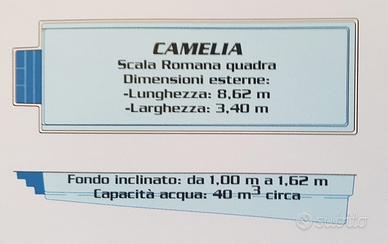 CAMELIA
Scala Romana quadra
Dimensioni esterne:
-Lunghezza: 8,62 m
-Larghezza: 3,40 m
Fondo inclinato: da 1,00 m a 1,62 m
Capacità acqua: 40 m³ circa
subito